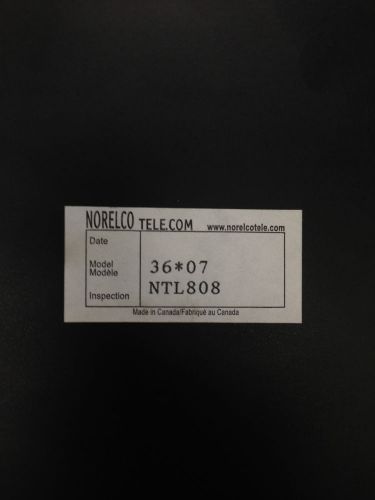 NORELCO TELE.COM www.norelcotele.com
Date
Model
Modèle 36*07
Inspection NTL808
Made in Canada/Fabriqué au Canada